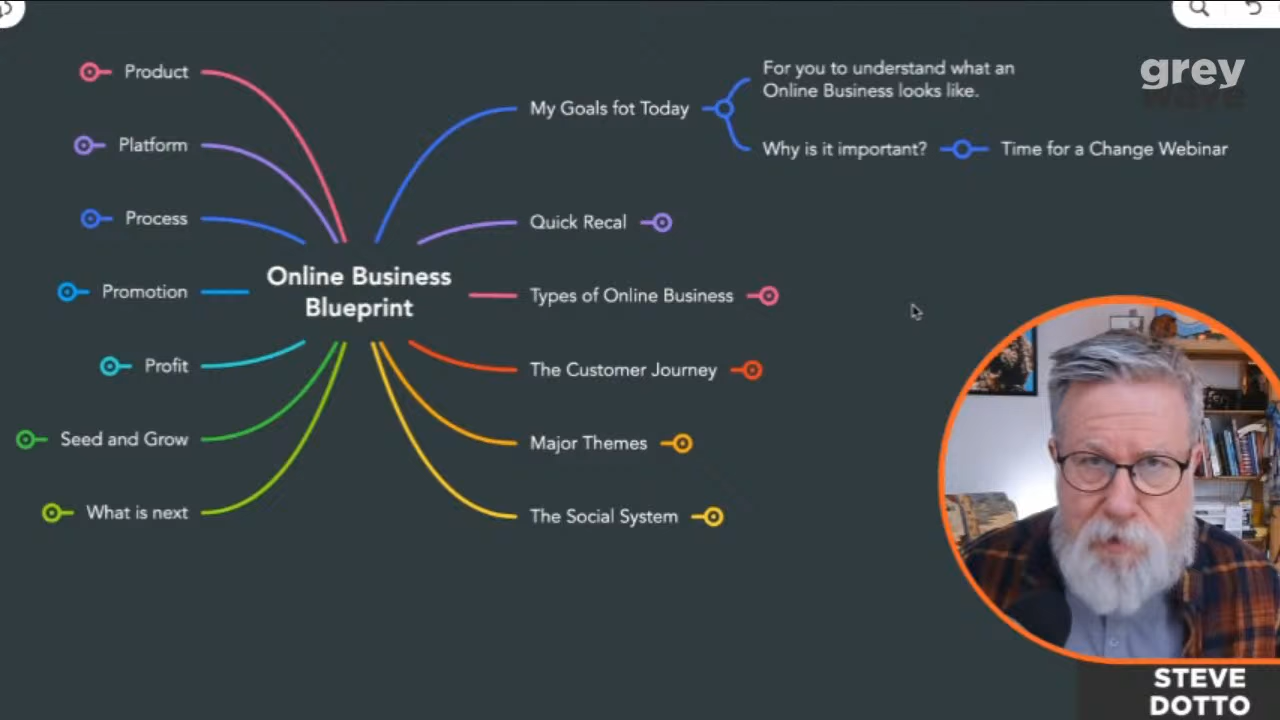 grey
wave
Product
Platform
Process
Promotion
Profit
Seed and Grow
What is next
Online Business
Blueprint
My Goals fot Today
For you to understand what an
Online Business looks like.
Why is it important?
Time for a Change Webinar
Quick Recal
Types of Online Business
The Customer Journey
Major Themes
The Social System
STEVE
DOTTO